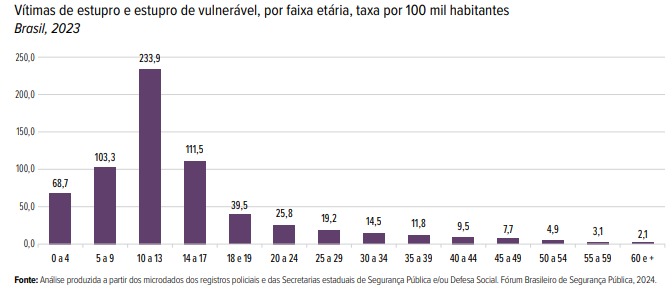 Vítimas de estupro e estupro de vulnerável, por faixa etária, taxa por 100 mil habitantes
Brasil, 2023
250,0
200,0
150,0
100,0
50,0
0,0
68,7
103,3
233,9
111,5
39,5
25,8
19,2
14,5
11,8
9,5
7,7
4,9
3,1
2,1
0 a 4
5 a 9
10 a 13
14 a 17
18 e 19
20 a 24
25 a 29
30 a 34
35 a 39
40 a 44
45 a 49
50 a 54
55 a 59
60 e +
Fonte: Análise produzida a partir dos microdados dos registros policiais e das Secretarias estaduais de Segurança Pública e/ou Defesa Social. Fórum Brasileiro de Segurança Pública, 2024.